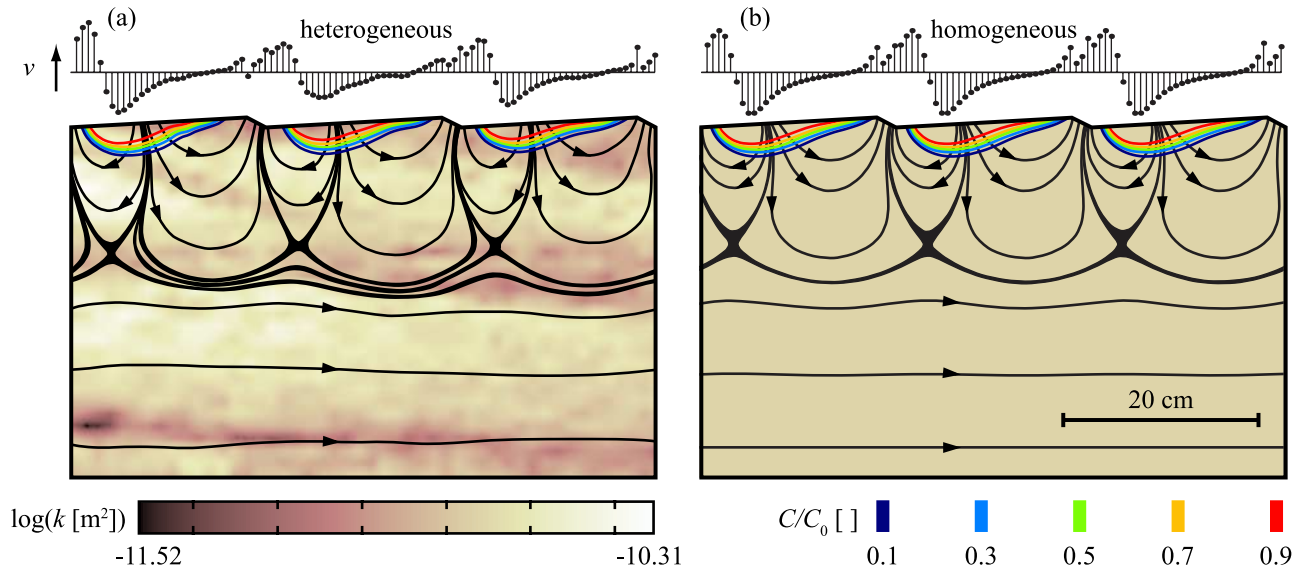 (a)
heterogeneous
(b)
homogeneous
v
20 cm
log(k [m²])
-11.52
-10.31
C/C₀ [ ]
0.1
0.3
0.5
0.7
0.9